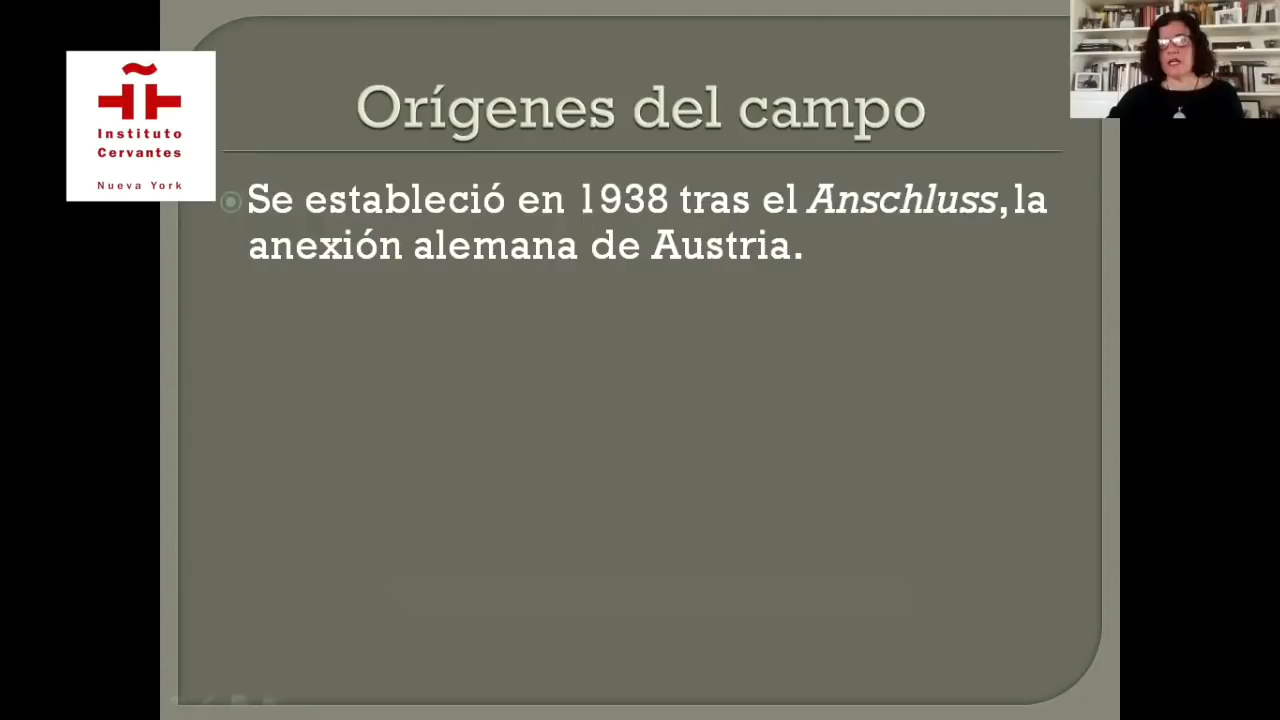 Instituto
Cervantes
Nueva York
Orígenes del campo
Se estableció en 1938 tras el Anschluss, la
anexión alemana de Austria.